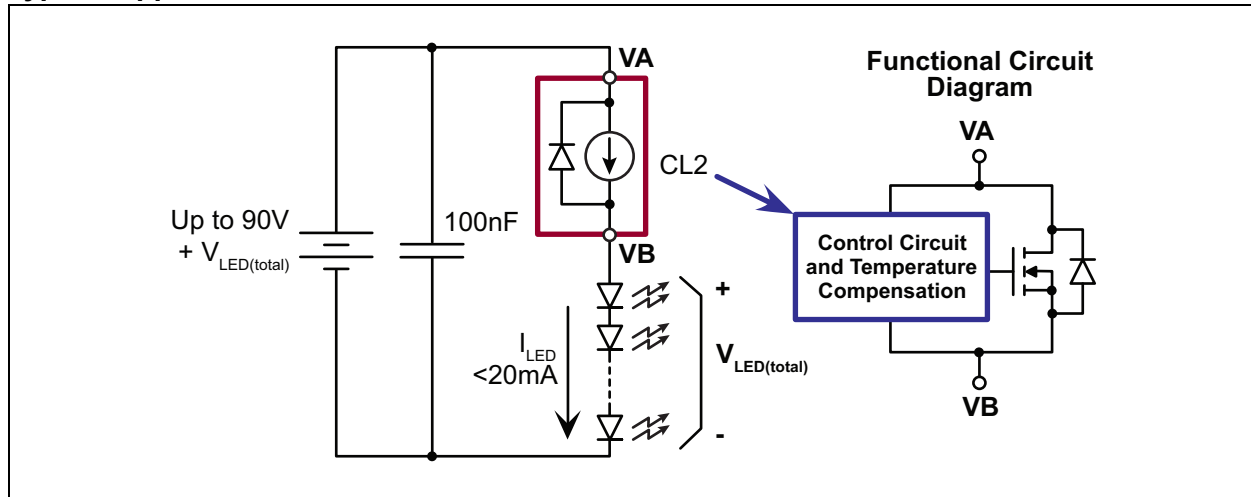 VA
Functional Circuit
Diagram
VA
CL2
Up to 90V
+ VLED(total)
100nF
VB
Control Circuit
and Temperature
Compensation
+
ILED
<20mA
VLED(total)
-
VB